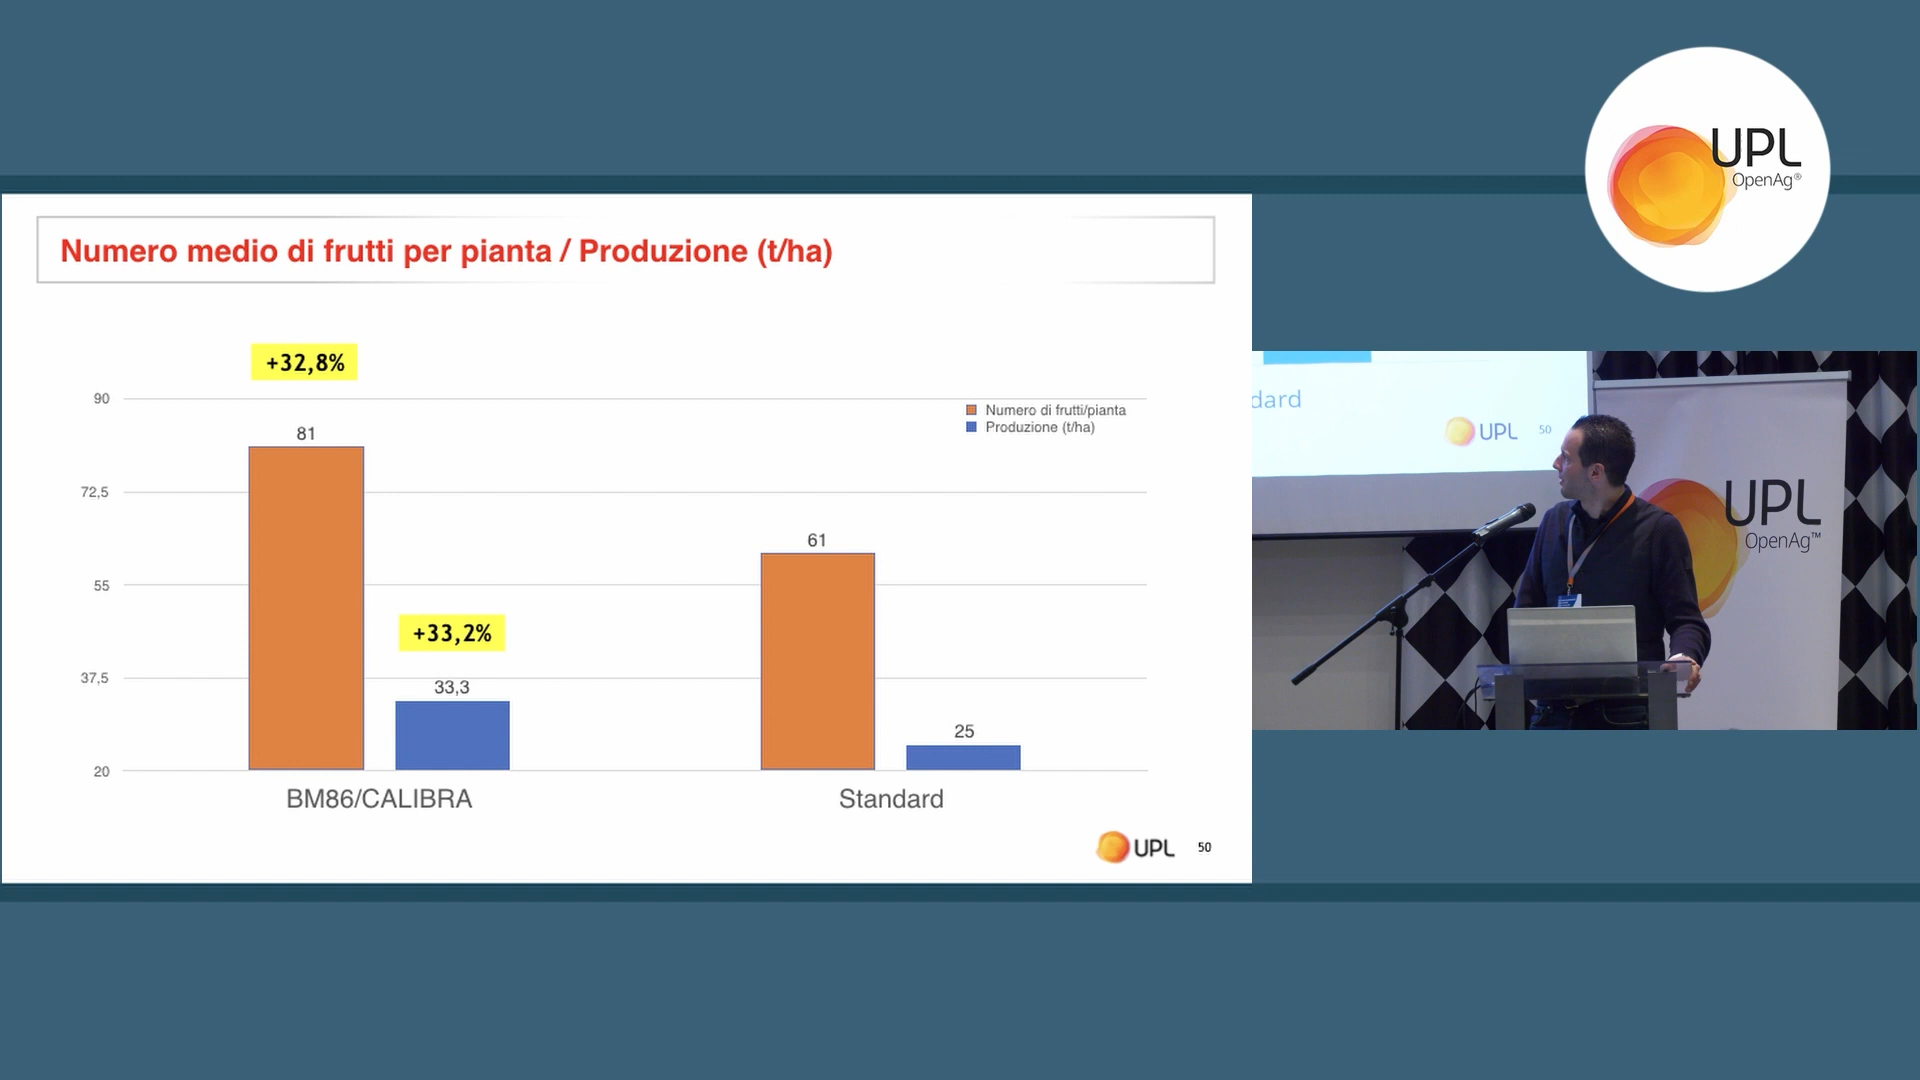 UPL
OpenAg®
Numero medio di frutti per pianta / Produzione (t/ha)
+32,8%
90
81
Numero di frutti/pianta
Produzione (t/ha)
72,5
61
55
+33,2%
37,5
33,3
25
20
BM86/CALIBRA
Standard
UPL 50
dard
UPL 50
UPL
OpenAg™